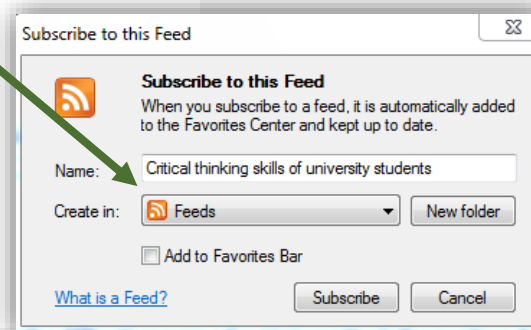 Subscribe to this Feed
Subscribe to this Feed
When you subscribe to a feed, it is automatically added
to the Favorites Center and kept up to date.
Name: Critical thinking skills of university students
Create in: Feeds New folder
Add to Favorites Bar
What is a Feed? Subscribe Cancel